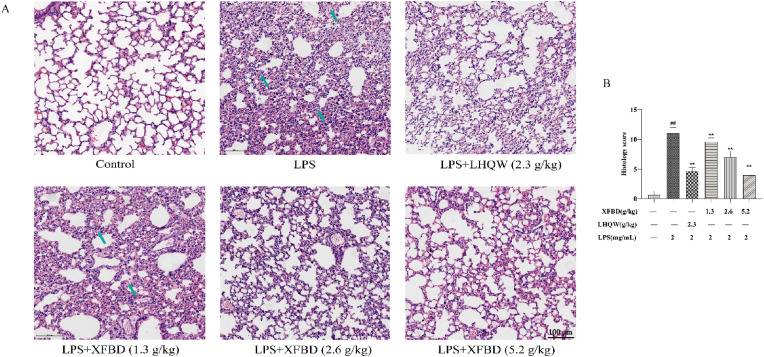 A
Control
LPS
LPS+LHQW (2.3 g/kg)
LPS+XFBD (1.3 g/kg)
LPS+XFBD (2.6 g/kg)
LPS+XFBD (5.2 g/kg)
100μm
B
Histology score
15
10
5
0
##
**
**
**
**
XFBD(g/kg) — — — 1.3 2.6 5.2
LHQW(g/kg) — — 2.3 — — —
LPS(mg/mL) — 2 2 2 2 2